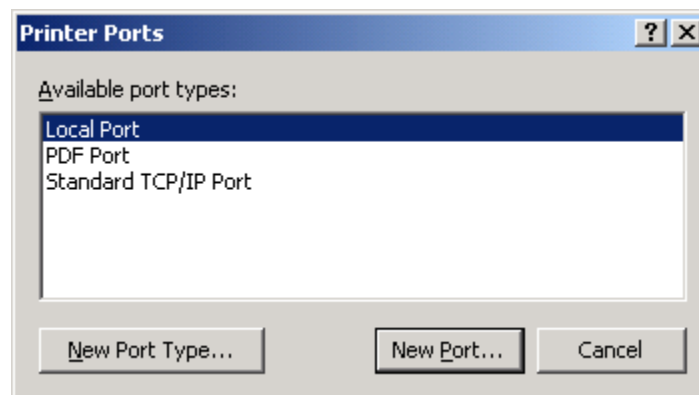 Printer Ports
Available port types:
Local Port
PDF Port
Standard TCP/IP Port
New Port Type... New Port... Cancel